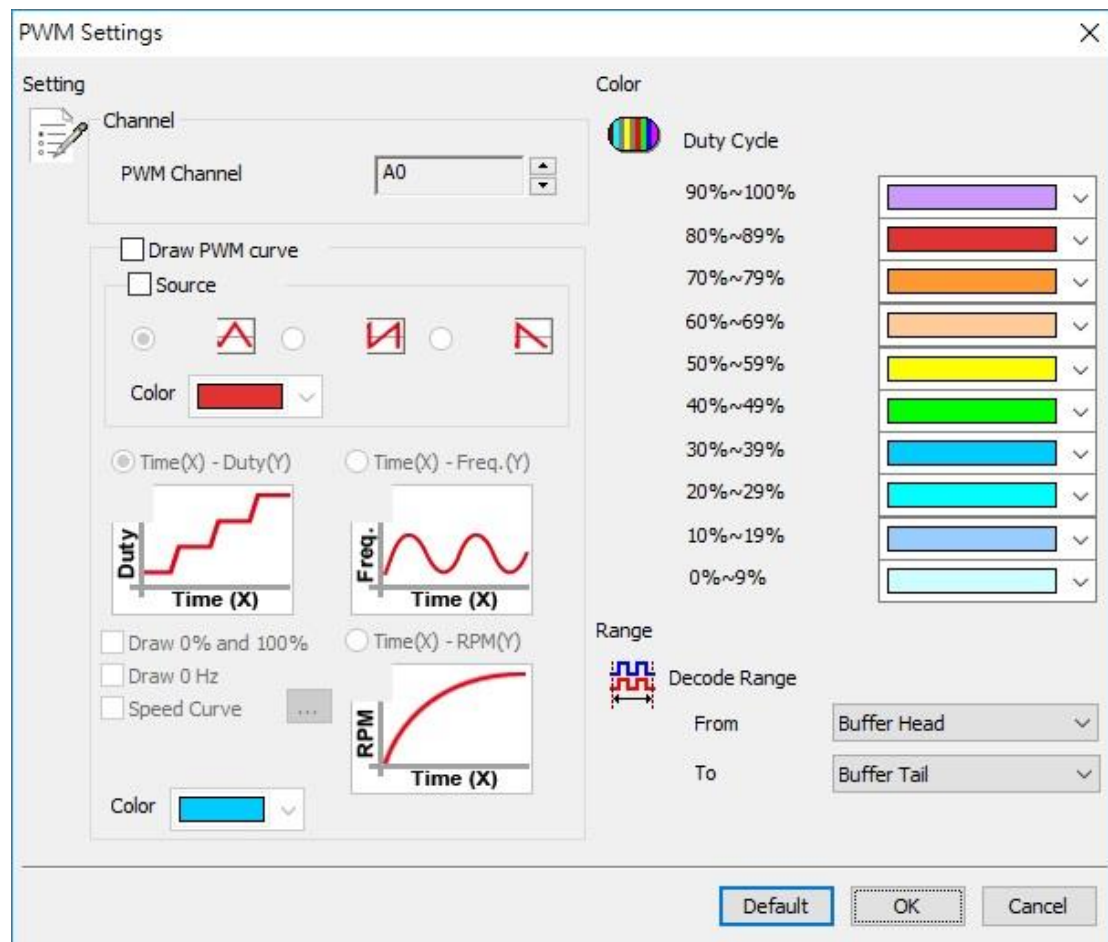 PWM Settings
Setting
Channel
PWM Channel
A0
Draw PWM curve
Source
Color
Time(X) - Duty(Y)
Time(X) - Freq.(Y)
Duty
Time (X)
Freq.
Time (X)
Draw 0% and 100%
Draw 0 Hz
Speed Curve
...
Time(X) - RPM(Y)
RPM
Time (X)
Color
Color
Duty Cycle
90%~100%
80%~89%
70%~79%
60%~69%
50%~59%
40%~49%
30%~39%
20%~29%
10%~19%
0%~9%
Range
Decode Range
From
Buffer Head
To
Buffer Tail
Default
OK
Cancel